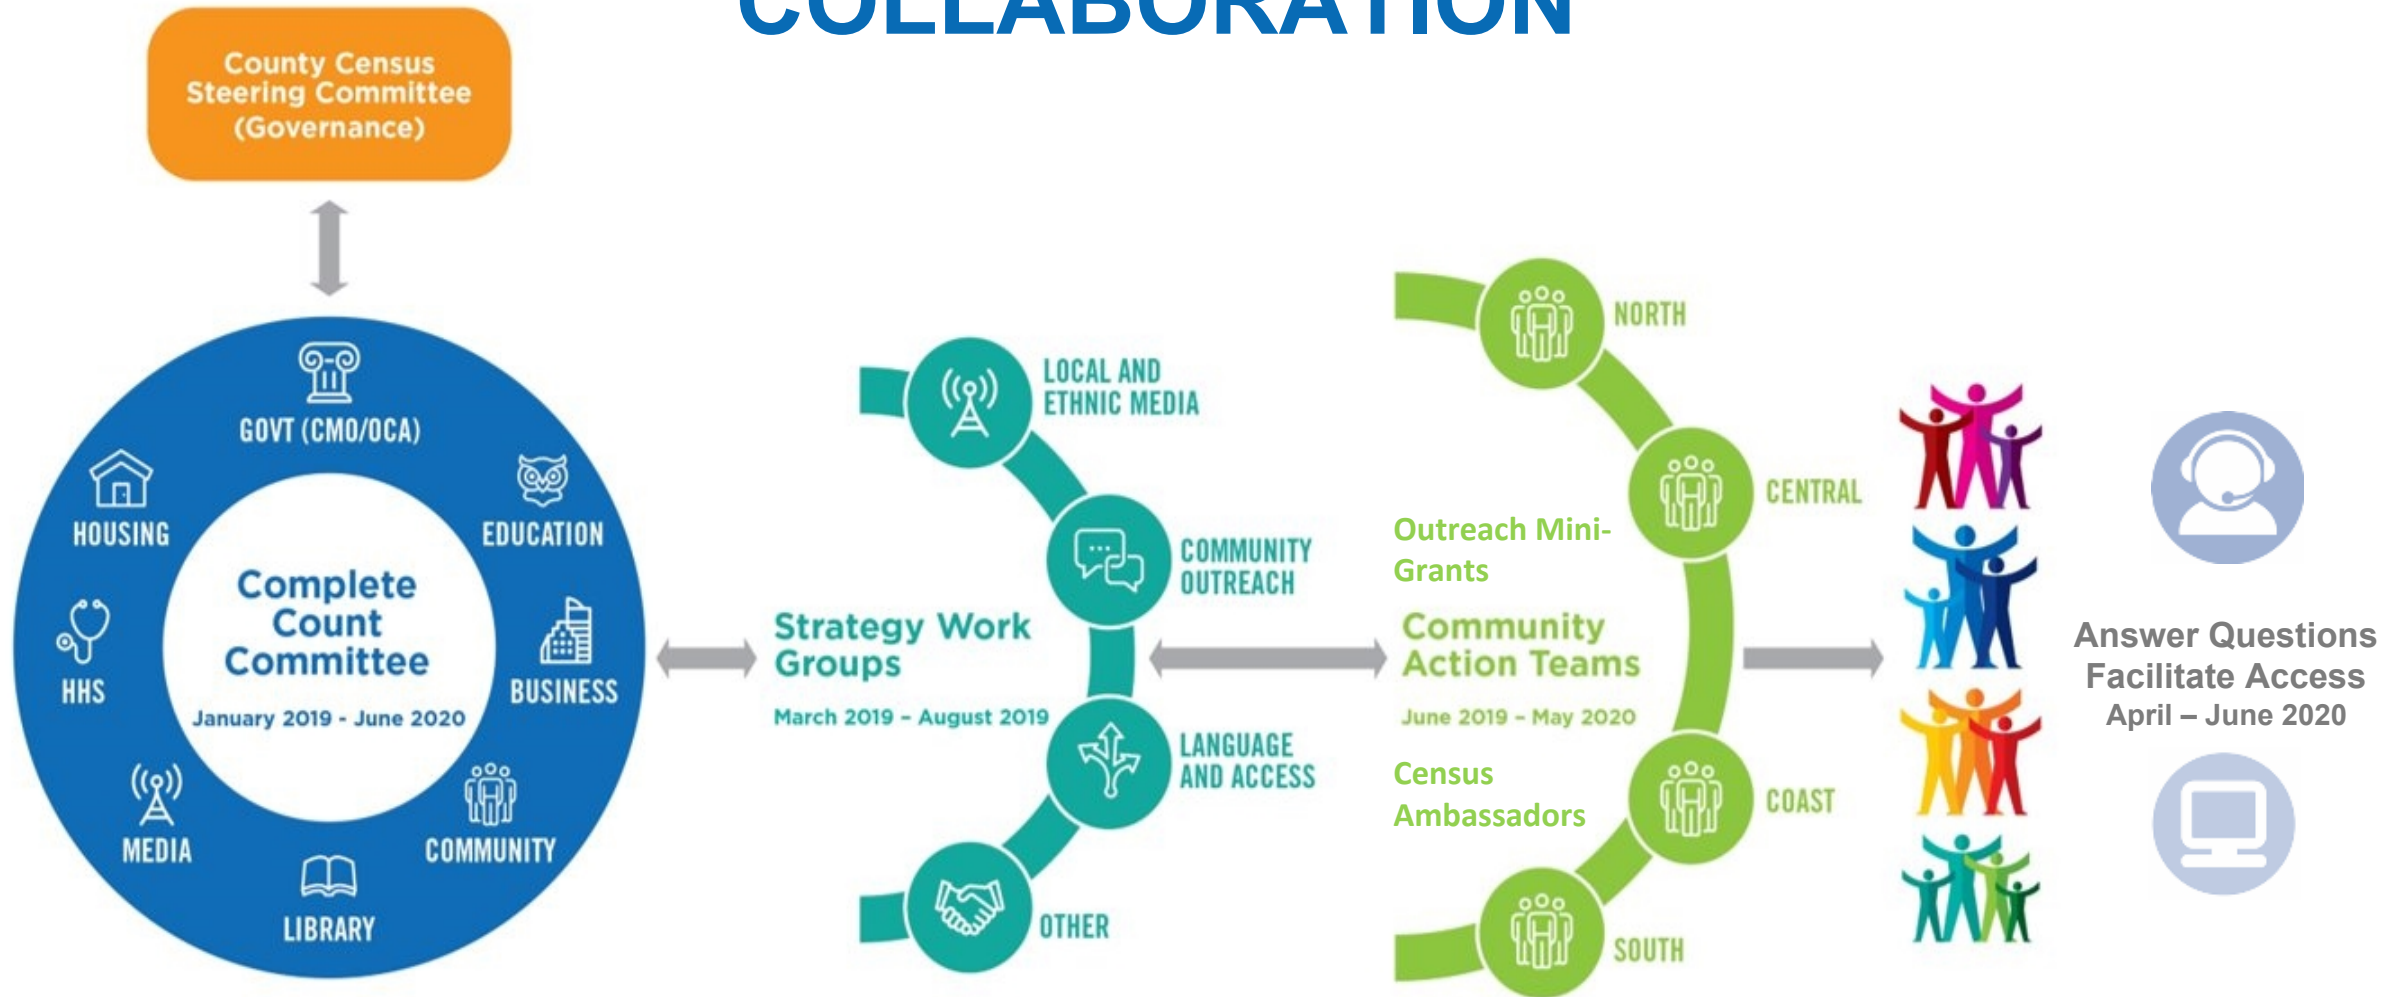 COLLABORATION
County Census
Steering Committee
(Governance)
GOVT (CMO/OCA)
HOUSING
EDUCATION
HHS
BUSINESS
MEDIA
COMMUNITY
LIBRARY
Complete
Count
Committee
January 2019 - June 2020
Strategy Work
Groups
March 2019 – August 2019
LOCAL AND
ETHNIC MEDIA
COMMUNITY
OUTREACH
LANGUAGE
AND ACCESS
OTHER
Outreach Mini-
Grants
Community
Action Teams
June 2019 – May 2020
Census
Ambassadors
NORTH
CENTRAL
COAST
SOUTH
Answer Questions
Facilitate Access
April – June 2020